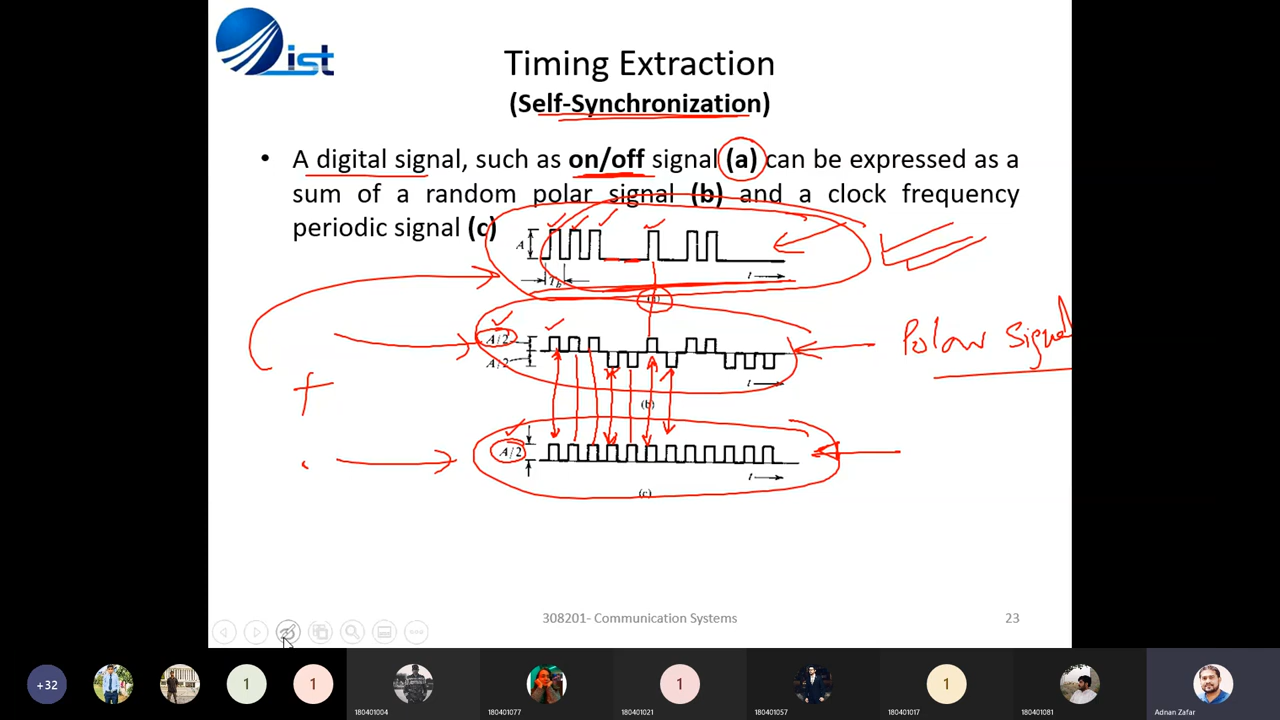 ist
Timing Extraction
(Self-Synchronization)
• A digital signal, such as on/off signal (a) can be expressed as a
sum of a random polar signal (b) and a clock frequency
periodic signal (c)
A
t
Tb
A/2
A/2
t
(b)
Polar Signal
+
A/2
t
(c)
308201- Communication Systems
23
+32
1
1
1
1
180401004
180401077
180401021
180401057
180401017
180401081
Adnan Zafar